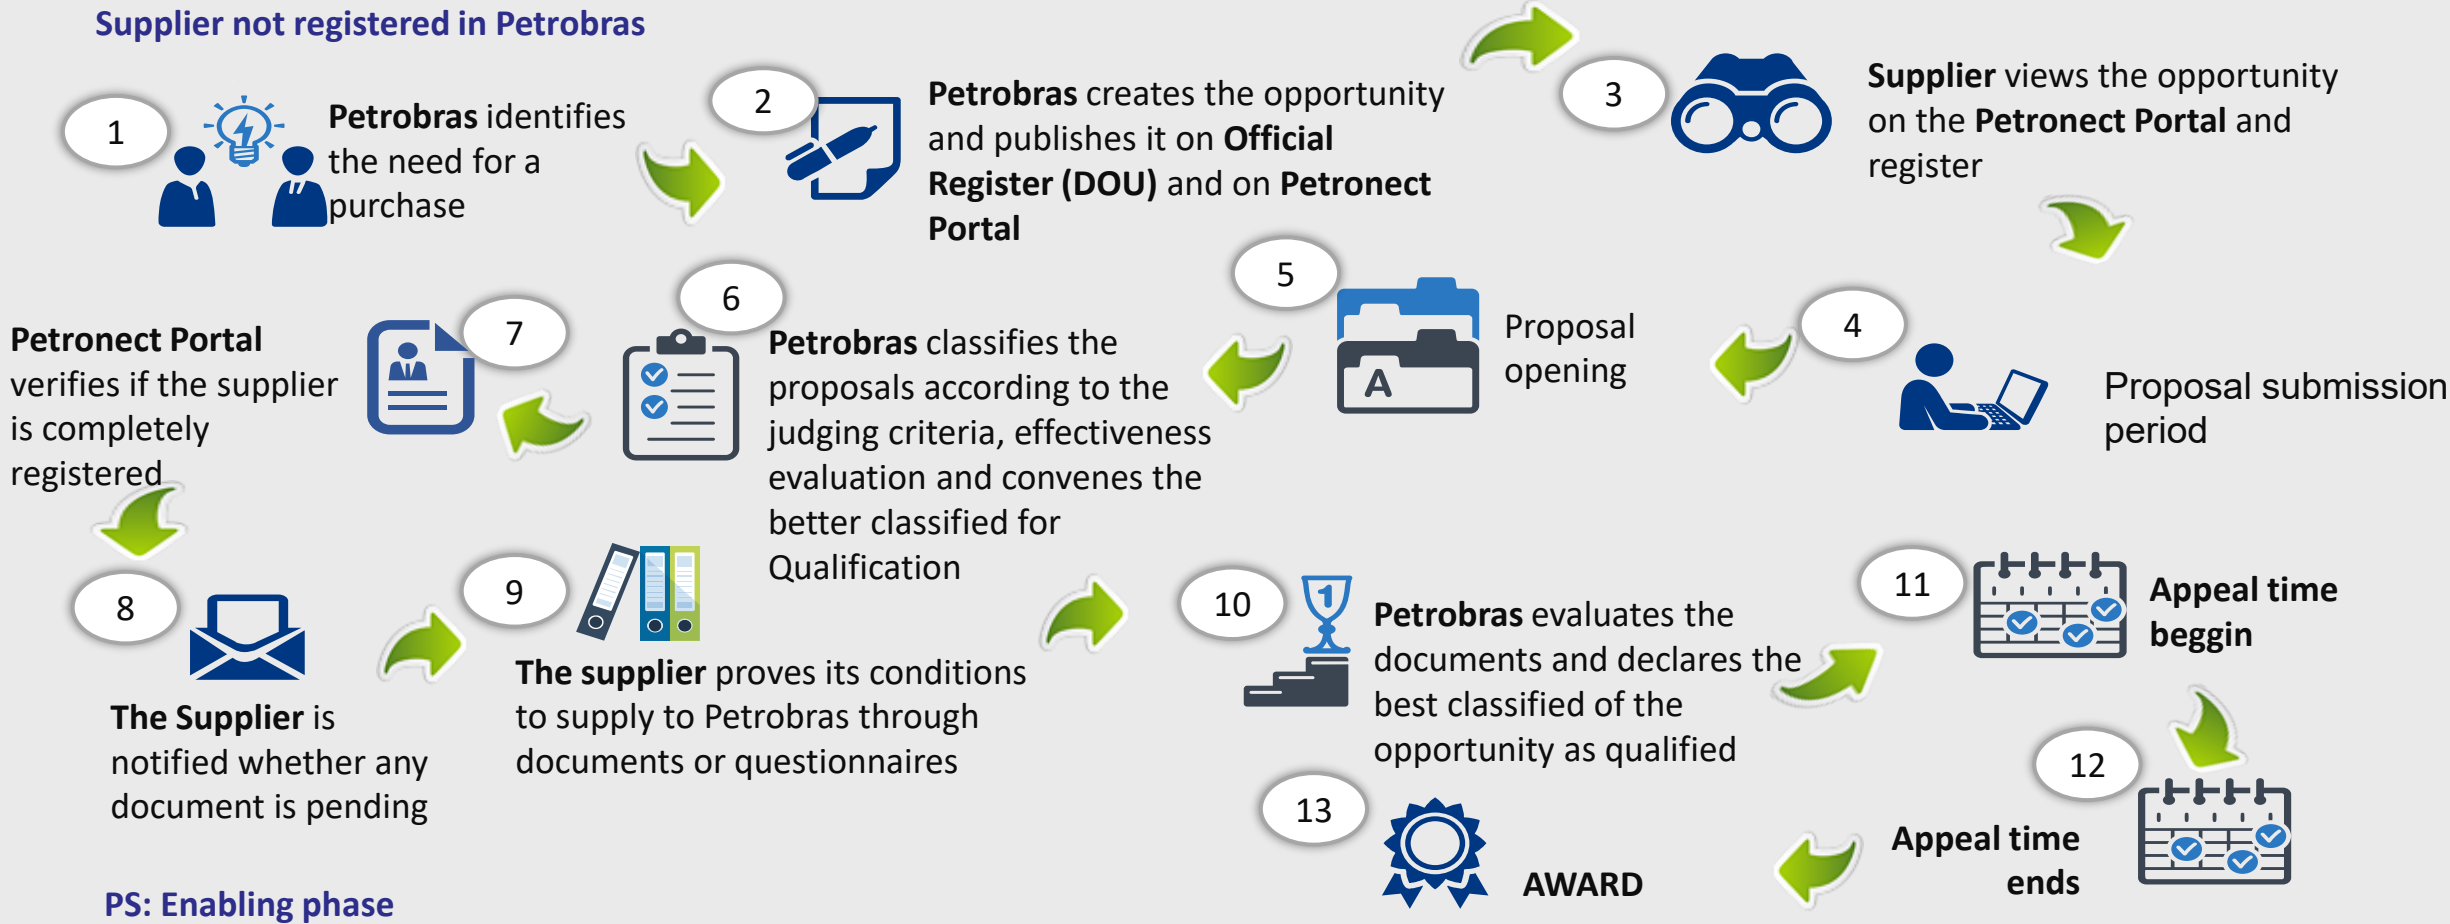 Supplier not registered in Petrobras
1
Petrobras identifies
the need for a
purchase
2
Petrobras creates the opportunity
and publishes it on Official
Register (DOU) and on Petronect
Portal
3
Supplier views the opportunity
on the Petronect Portal and
register
4
Proposal submission
period
5
A
Proposal
opening
6
Petrobras classifies the
proposals according to the
judging criteria, effectiveness
evaluation and convenes the
better classified for
Qualification
7
Petronect Portal
verifies if the supplier
is completely
registered
8
The Supplier is
notified whether any
document is pending
9
The supplier proves its conditions
to supply to Petrobras through
documents or questionnaires
10
1
Petrobras evaluates the
documents and declares the
best classified of the
opportunity as qualified
11
Appeal time
beggin
12
Appeal time
ends
13
AWARD
PS: Enabling phase